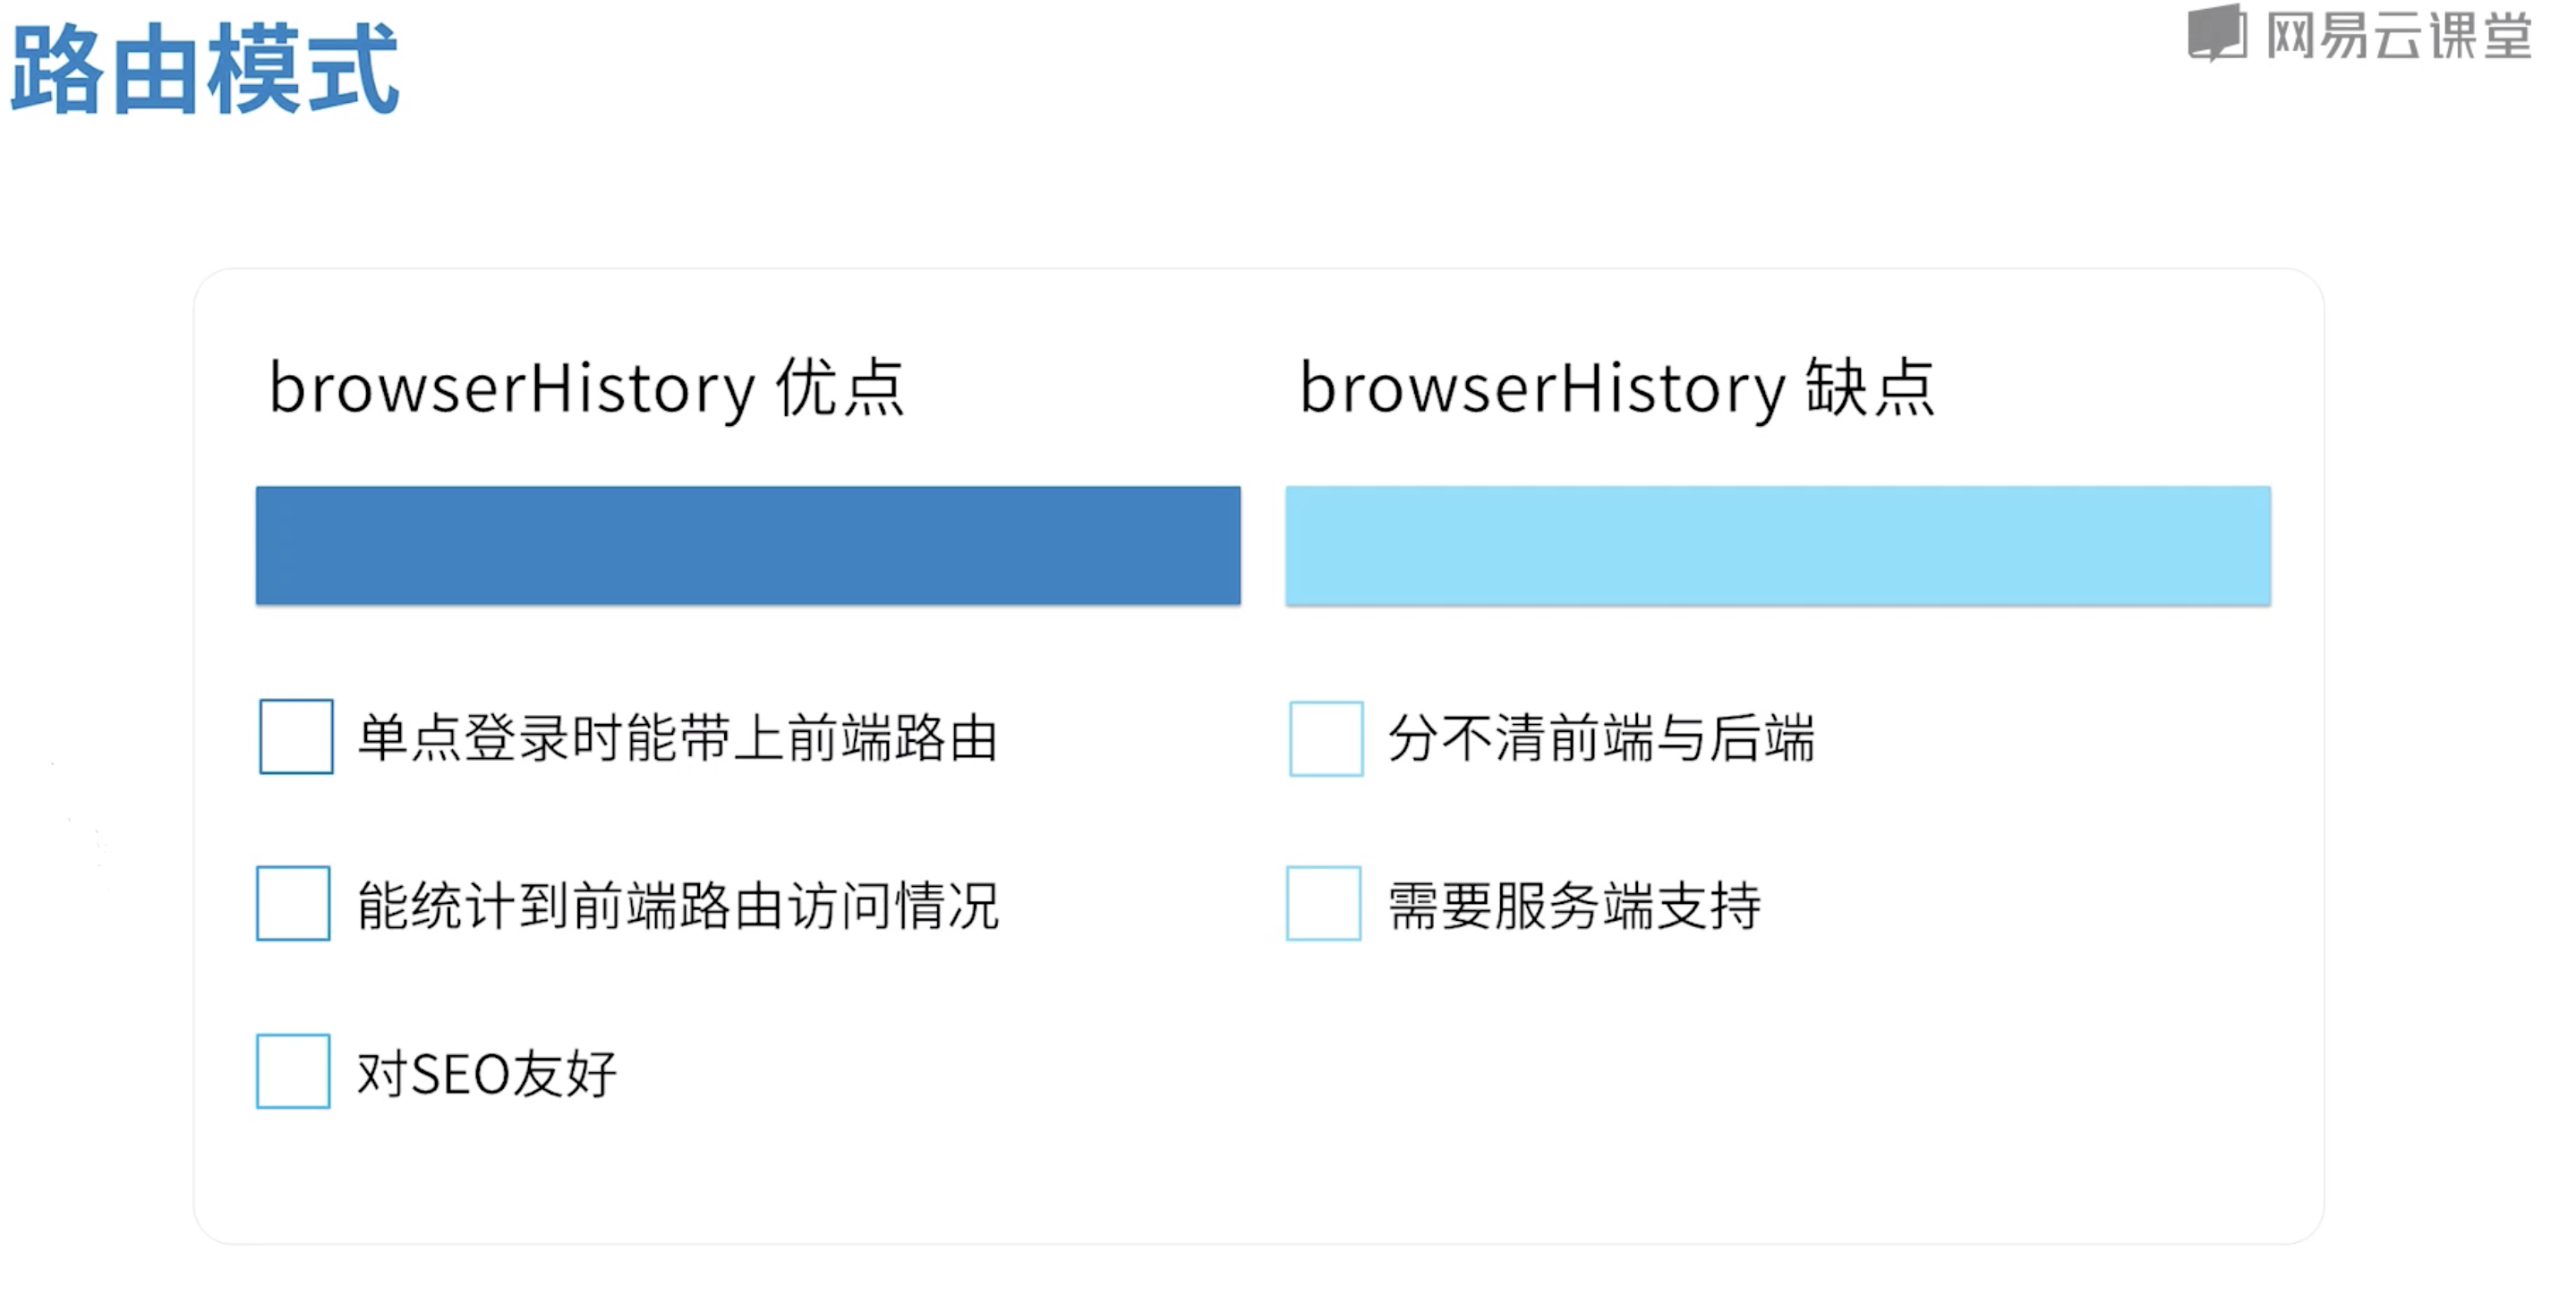 路由模式
网易云课堂
browserHistory 优点
单点登录时能带上前端路由
能统计到前端路由访问情况
对SEO友好
browserHistory 缺点
分不清前端与后端
需要服务端支持